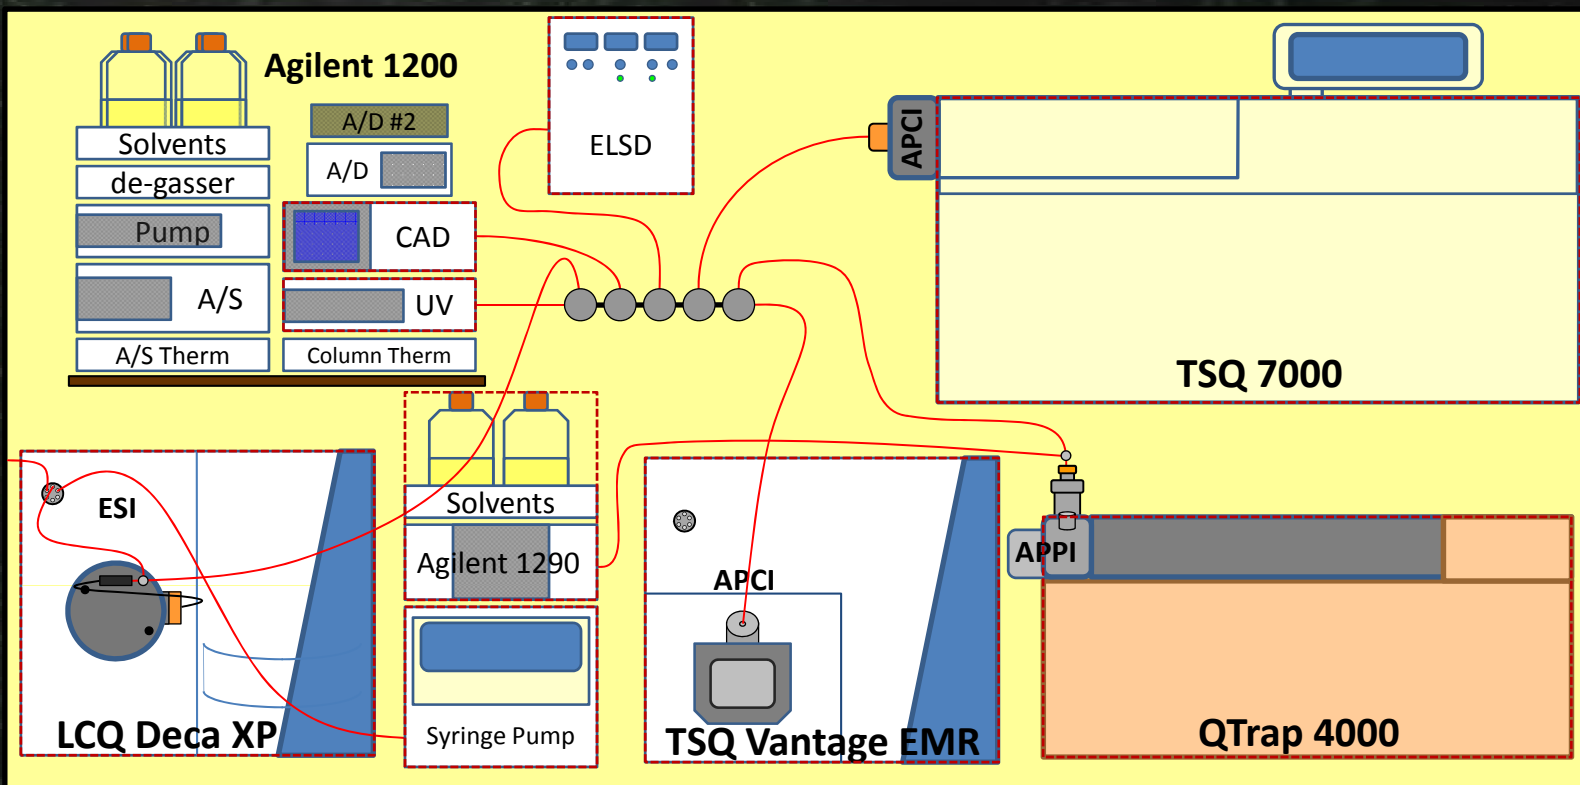 Agilent 1200
Solvents
de-gasser
Pump
A/S
A/S Therm
A/D #2
A/D
CAD
UV
Column Therm
ELSD
APCI
TSQ 7000
ESI
LCQ Deca XP
Solvents
Agilent 1290
Syringe Pump
APCI
TSQ Vantage EMR
APPI
QTrap 4000